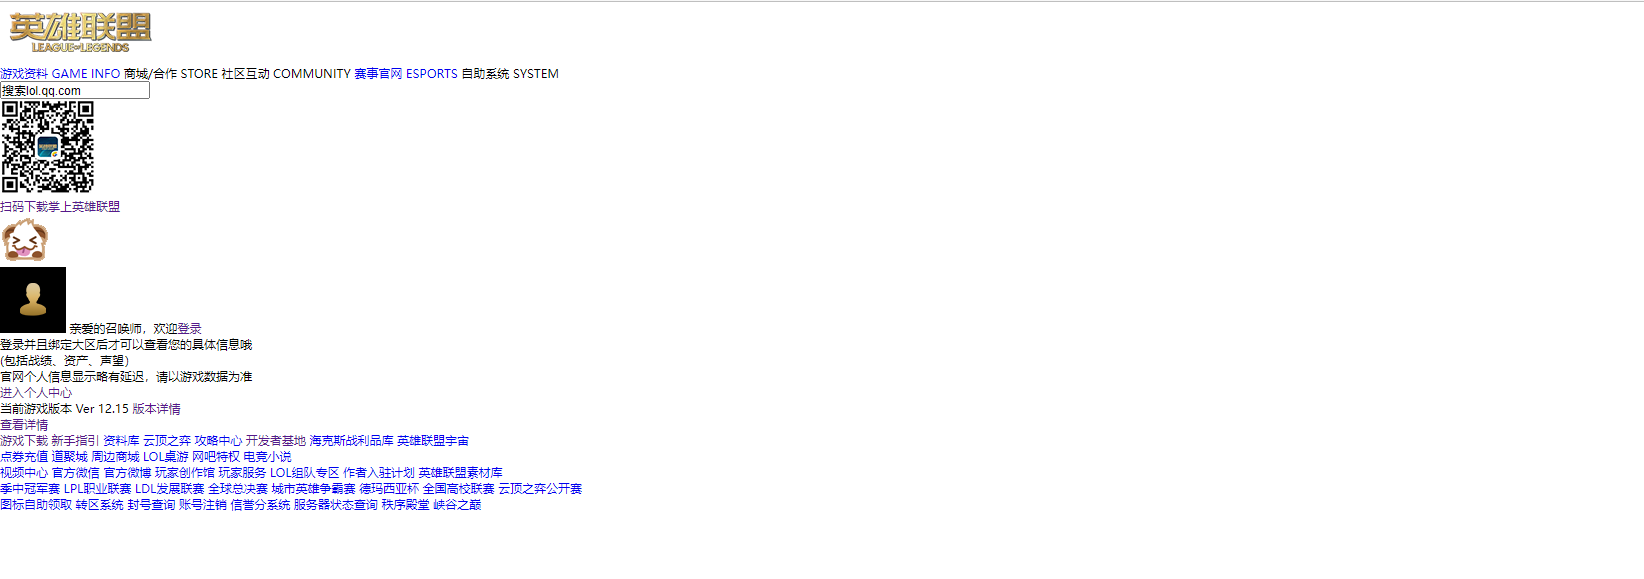 英雄联盟
LEAGUE OF LEGENDS
游戏资料 GAME INFO 商城/合作 STORE 社区互动 COMMUNITY 赛事官网 ESPORTS 自助系统 SYSTEM
搜索lol.qq.com
扫码下载掌上英雄联盟
亲爱的召唤师，欢迎登录
登录并且绑定大区后才可以查看您的具体信息哦
(包括战绩、资产、声望）
官网个人信息显示略有延迟，请以游戏数据为准
进入个人中心
当前游戏版本 Ver 12.15 版本详情
查看详情
游戏下载 新手指引 资料库 云顶之弈 攻略中心 开发者基地 海克斯战利品库 英雄联盟宇宙
点券充值 道聚城 周边商城 LOL桌游 网吧特权 电竞小说
视频中心 官方微信 官方微博 玩家创作馆 玩家服务 LOL组队专区 作者入驻计划 英雄联盟素材库
季中冠军赛 LPL职业联赛 LDL发展联赛 全球总决赛 城市英雄争霸赛 德玛西亚杯 全国高校联赛 云顶之弈公开赛
图标自助领取 转区系统 封号查询 账号注销 信誉分系统 服务器状态查询 秩序殿堂 峡谷之巅